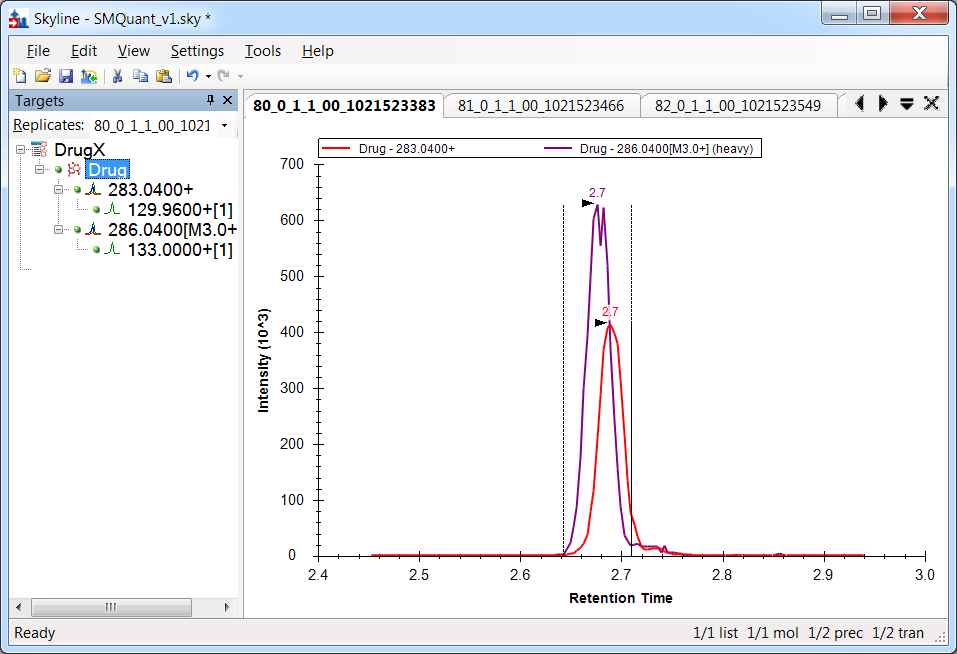 Skyline - SMQuant_v1.sky *
File Edit View Settings Tools Help
Targets
Replicates: 80_0_1_1_00_1021
DrugX
Drug
283.0400+
129.9600+[1]
286.0400[M3.0+
133.0000+[1]
80_0_1_1_00_1021523383 81_0_1_1_00_1021523466 82_0_1_1_00_1021523549
Drug - 283.0400+ Drug - 286.0400[M3.0+] (heavy)
700
600
500
400
300
200
100
0
Intensity (10^3)
2.7
2.7
2.4 2.5 2.6 2.7 2.8 2.9 3.0
Retention Time
Ready 1/1 list 1/1 mol 1/2 prec 1/2 tran